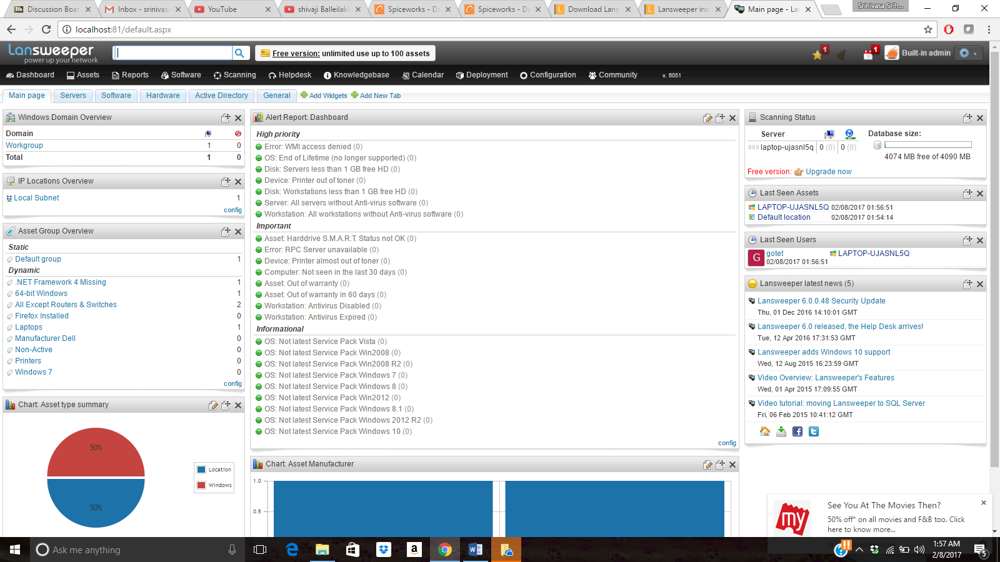 Discussion Boar
Inbox - sriniva
YouTube
shivaji Balleilak
Spiceworks - Da
Spiceworks - Da
Download Lans
Lansweeper ins
Main page - La
Srinivasa Srih...
localhost:81/default.aspx
Lansweeper
power up your network
Free version: unlimited use up to 100 assets
1
1
Built-in admin
Dashboard
Assets
Reports
Software
Scanning
Helpdesk
Knowledgebase
Calendar
Deployment
Configuration
Community
v. 6051
Main page
Servers
Software
Hardware
Active Directory
General
Add Widgets
Add New Tab
Windows Domain Overview
Domain
Workgroup 1 0
Total 1 0
IP Locations Overview
Local Subnet 1
config
Asset Group Overview
Static
Default group 1
Dynamic
.NET Framework 4 Missing 1
64-bit Windows 1
All Except Routers & Switches 2
Firefox Installed 0
Laptops 1
Manufacturer Dell 0
Non-Active 0
Printers 0
Windows 7 0
config
Chart: Asset type summary
50%
50%
Location
Windows
Alert Report: Dashboard
High priority
Error: WMI access denied (0)
OS: End of Lifetime (no longer supported) (0)
Disk: Servers less than 1 GB free HD (0)
Device: Printer out of toner (0)
Disk: Workstations less than 1 GB free HD (0)
Server: All servers without Anti-virus software (0)
Workstation: All workstations without Anti-virus software (0)
Important
Asset: Harddrive S.M.A.R.T. Status not OK (0)
Error: RPC Server unavailable (0)
Device: Printer almost out of toner (0)
Computer: Not seen in the last 30 days (0)
Asset: Out of warranty (0)
Asset: Out of warranty in 60 days (0)
Workstation: Antivirus Disabled (0)
Workstation: Antivirus Expired (0)
Informational
OS: Not latest Service Pack Vista (0)
OS: Not latest Service Pack Win2008 (0)
OS: Not latest Service Pack Win2008 R2 (0)
OS: Not latest Service Pack Windows 7 (0)
OS: Not latest Service Pack Windows 8 (0)
OS: Not latest Service Pack Win2012 (0)
OS: Not latest Service Pack Windows 8.1 (0)
OS: Not latest Service Pack Windows 2012 R2 (0)
OS: Not latest Service Pack Windows 10 (0)
config
Chart: Asset Manufacturer
1.0
0.5
Scanning Status
Server
laptop-ujasnl5q 0 (0) 0 (0)
Database size:
4074 MB free of 4090 MB
Free version: Upgrade now
Last Seen Assets
LAPTOP-UJASNL5Q 02/08/2017 01:56:51
Default location 02/08/2017 01:54:14
Last Seen Users
G
gotet LAPTOP-UJASNL5Q
02/08/2017 01:56:51
Lansweeper latest news (5)
Lansweeper 6.0.0.48 Security Update
Thu, 01 Dec 2016 14:10:01 GMT
Lansweeper 6.0 released, the Help Desk arrives!
Tue, 12 Apr 2016 17:31:53 GMT
Lansweeper adds Windows 10 support
Wed, 12 Aug 2015 16:23:59 GMT
Video Overview: Lansweeper's Features
Wed, 01 Apr 2015 17:09:55 GMT
Video tutorial: moving Lansweeper to SQL Server
Fri, 06 Feb 2015 10:41:12 GMT
my
See You At The Movies Then?
50% off* on all movies and F&B too. Click
here to know more...
Ask me anything
1:57 AM
2/8/2017
5